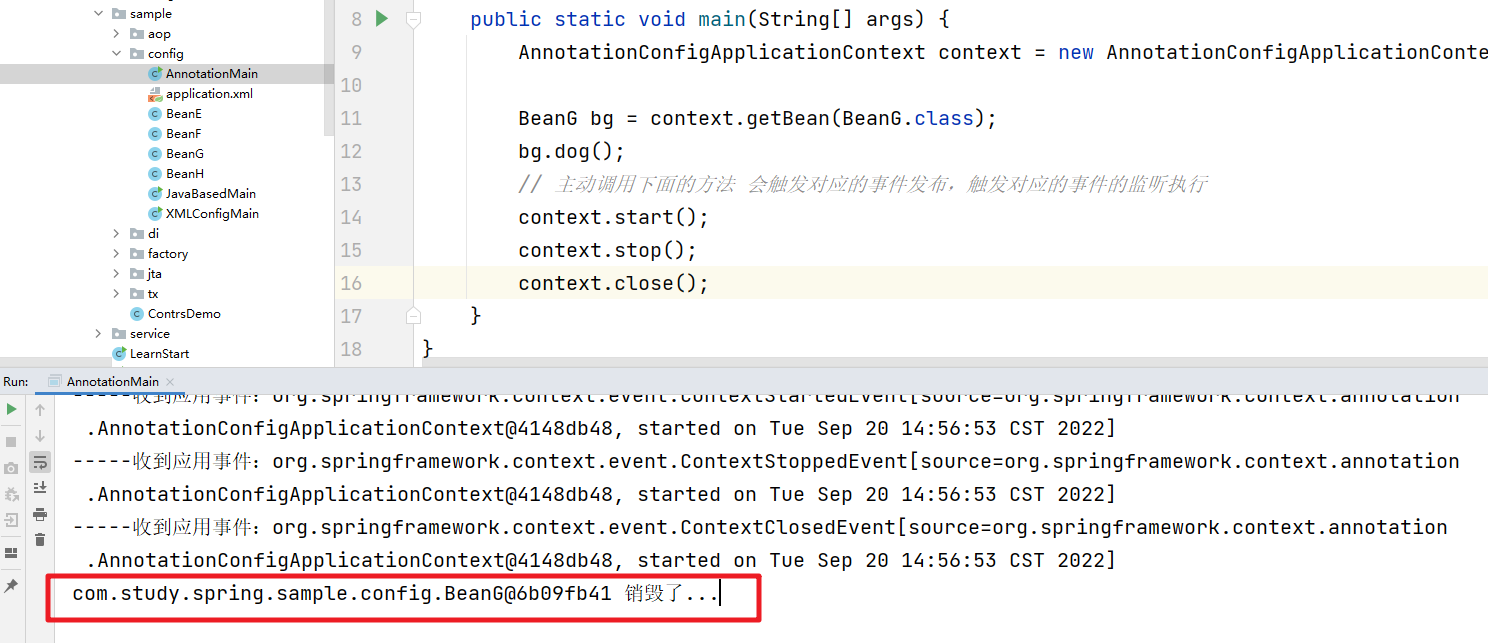 sample
aop
config
AnnotationMain
application.xml
BeanE
BeanF
BeanG
BeanH
JavaBasedMain
XMLConfigMain
di
factory
jta
tx
ContrsDemo
service
LearnStart
8 public static void main(String[] args) {
9 AnnotationConfigApplicationContext context = new AnnotationConfigApplicationConte
10
11 BeanG bg = context.getBean(BeanG.class);
12 bg.dog();
13 // 主动调用下面的方法 会触发对应的事件发布，触发对应的事件的监听执行
14 context.start();
15 context.stop();
16 context.close();
17 }
18 }
Run: AnnotationMain
-----收到应用事件：org.springframework.context.event.ContextStartedEvent[source=org.springframework.context.annotation
.AnnotationConfigApplicationContext@4148db48, started on Tue Sep 20 14:56:53 CST 2022]
-----收到应用事件：org.springframework.context.event.ContextStoppedEvent[source=org.springframework.context.annotation
.AnnotationConfigApplicationContext@4148db48, started on Tue Sep 20 14:56:53 CST 2022]
-----收到应用事件：org.springframework.context.event.ContextClosedEvent[source=org.springframework.context.annotation
.AnnotationConfigApplicationContext@4148db48, started on Tue Sep 20 14:56:53 CST 2022]
com.study.spring.sample.config.BeanG@6b09fb41 销毁了...